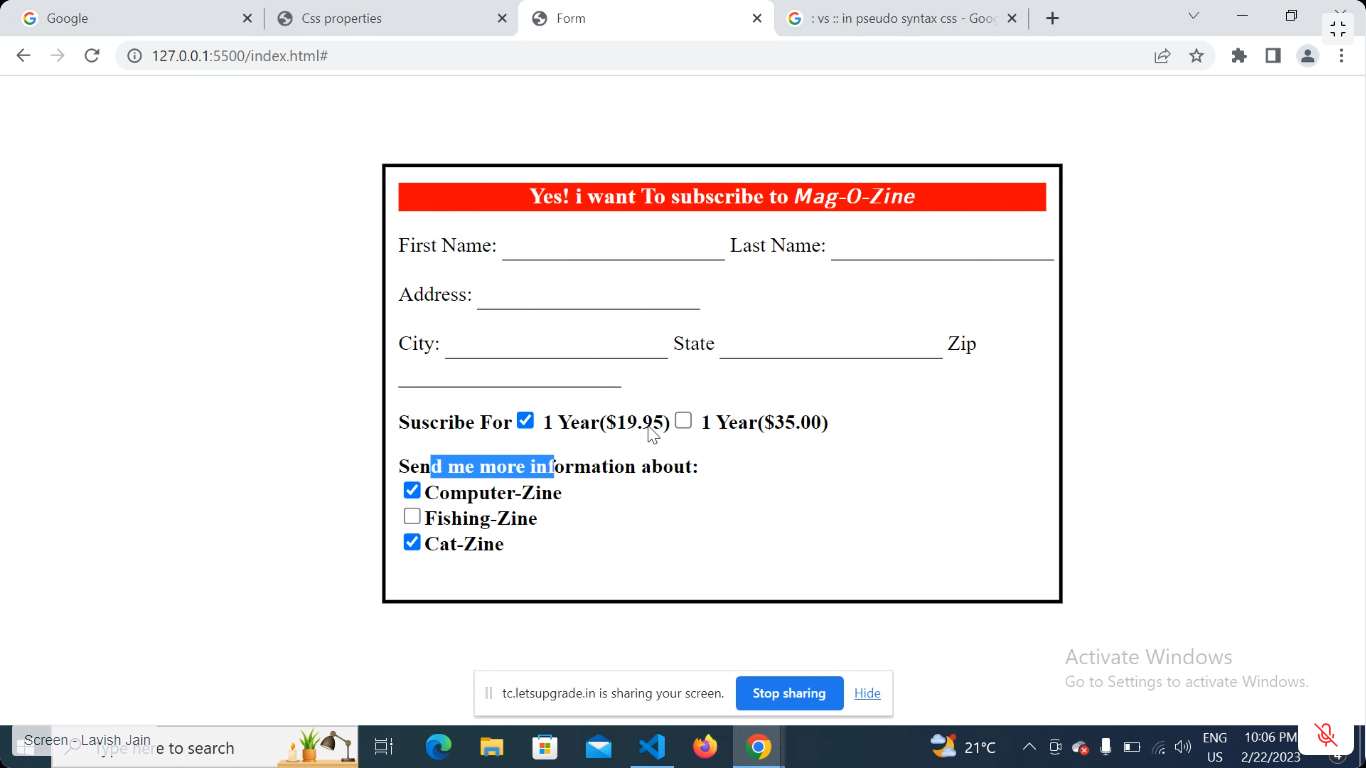 Google
Css properties
Form
: vs :: in pseudo syntax css - Goo
127.0.0.1:5500/index.html#
Yes! i want To subscribe to Mag-O-Zine
First Name: Last Name:
Address:
City: State Zip
Suscribe For 1 Year($19.95) 1 Year($35.00)
Send me more information about:
Computer-Zine
Fishing-Zine
Cat-Zine
Activate Windows
Go to Settings to activate Windows.
tc.letsupgrade.in is sharing your screen. Stop sharing Hide
Screen - Lavish Jain
Type here to search
21°C
ENG
US
10:06 PM
2/22/2023
4